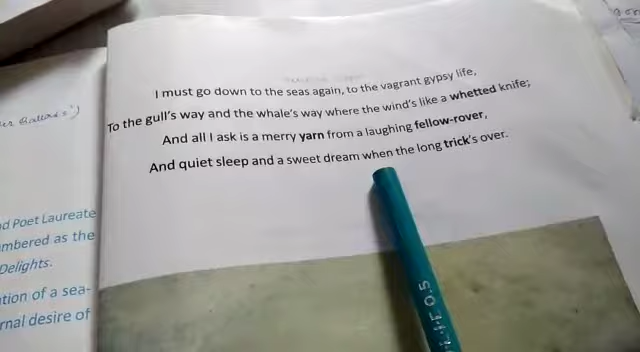 I must go down to the seas again, to the vagrant gypsy life,
To the gull's way and the whale's way where the wind's like a whetted knife;
And all I ask is a merry yarn from a laughing fellow-rover,
And quiet sleep and a sweet dream when the long trick's over.
d Poet Laureate
mbered as the
Delights.
tion of a sea-
rnal desire of
0.5